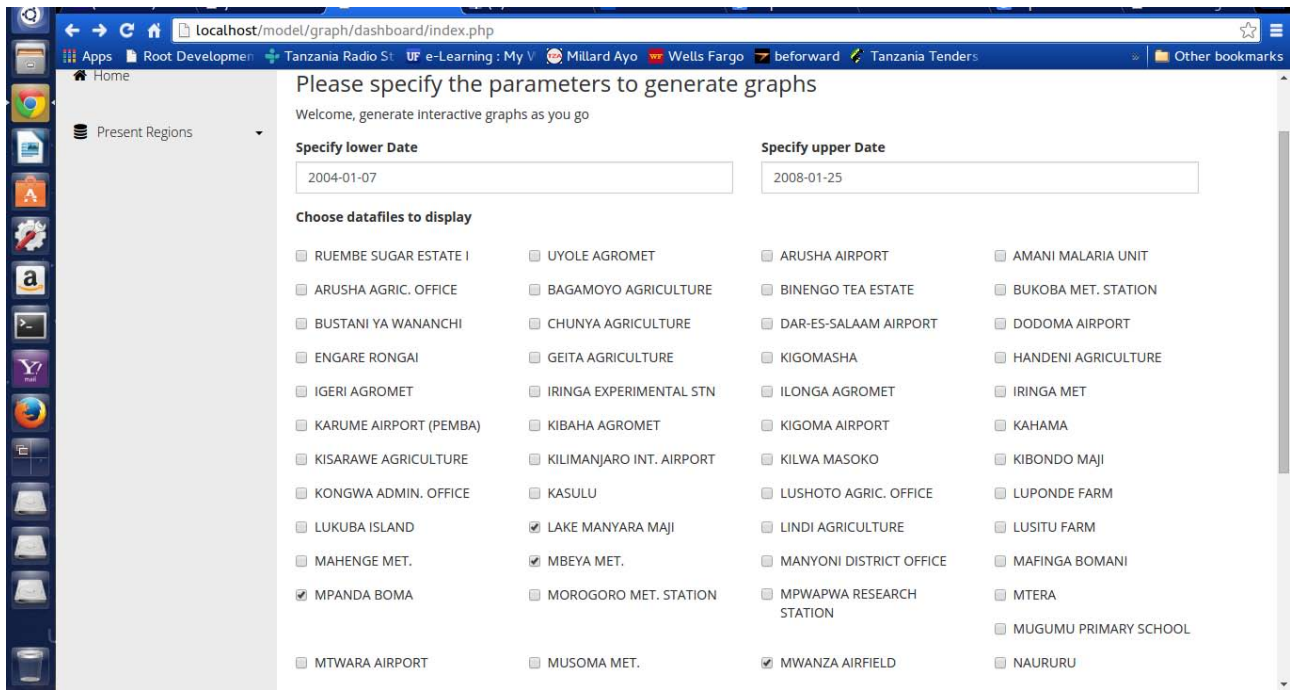 localhost/model/graph/dashboard/index.php
Apps Root Developmen Tanzania Radio St UF e-Learning : My V Millard Ayo Wells Fargo beforward Tanzania Tenders » Other bookmarks
Home
Present Regions
Please specify the parameters to generate graphs
Welcome, generate interactive graphs as you go
Specify lower Date Specify upper Date
2004-01-07 2008-01-25
Choose datafiles to display
RUEMBE SUGAR ESTATE I UYOLE AGROMET ARUSHA AIRPORT AMANI MALARIA UNIT
ARUSHA AGRIC. OFFICE BAGAMOYO AGRICULTURE BINENGO TEA ESTATE BUKOBA MET. STATION
BUSTANI YA WANANCHI CHUNYA AGRICULTURE DAR-ES-SALAAM AIRPORT DODOMA AIRPORT
ENGARE RONGAI GEITA AGRICULTURE KIGOMASHA HANDENI AGRICULTURE
IGERI AGROMET IRINGA EXPERIMENTAL STN ILONGA AGROMET IRINGA MET
KARUME AIRPORT (PEMBA) KIBAHA AGROMET KIGOMA AIRPORT KAHAMA
KISARAWE AGRICULTURE KILIMANJARO INT. AIRPORT KILWA MASOKO KIBONDO MAJI
KONGWA ADMIN. OFFICE KASULU LUSHOTO AGRIC. OFFICE LUPONDE FARM
LUKUBA ISLAND LAKE MANYARA MAJI LINDI AGRICULTURE LUSITU FARM
MAHENGE MET. MBEYA MET. MANYONI DISTRICT OFFICE MAFINGA BOMANI
MPANDA BOMA MOROGORO MET. STATION MPWAPWA RESEARCH MTERA
STATION
MUGUMU PRIMARY SCHOOL
MTWARA AIRPORT MUSOMA MET. MWANZA AIRFIELD NAURURU